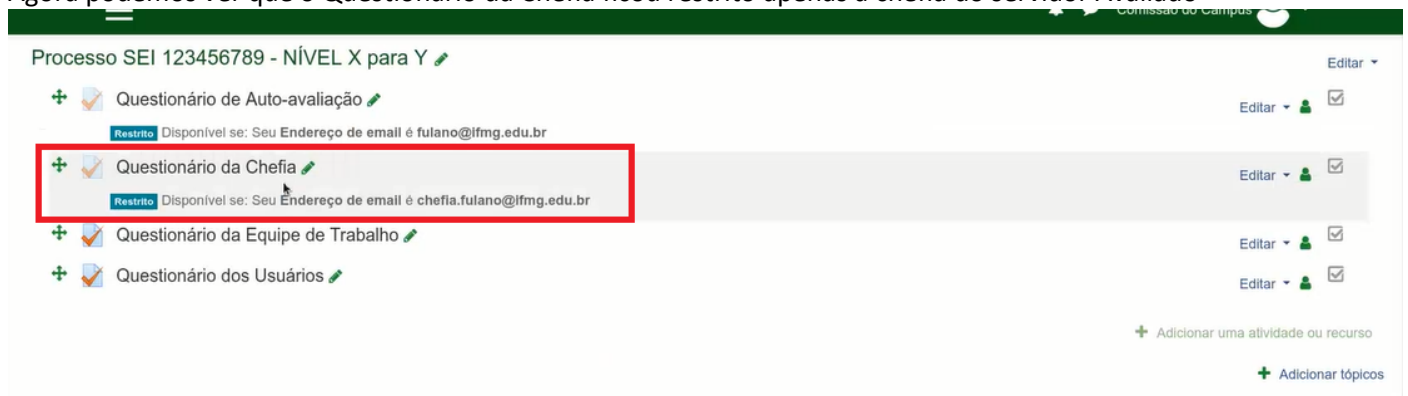 Agora podemos ver que o Questionário da Chefia ficou restrito apenas à chefia do servidor Avaliado
Comissão do Campus
Processo SEI 123456789 - NÍVEL X para Y
Editar
Questionário de Auto-avaliação
Editar
Restrito Disponível se: Seu Endereço de email é fulano@ifmg.edu.br
Questionário da Chefia
Editar
Restrito Disponível se: Seu Endereço de email é chefia.fulano@ifmg.edu.br
Questionário da Equipe de Trabalho
Editar
Questionário dos Usuários
Editar
Adicionar uma atividade ou recurso
Adicionar tópicos